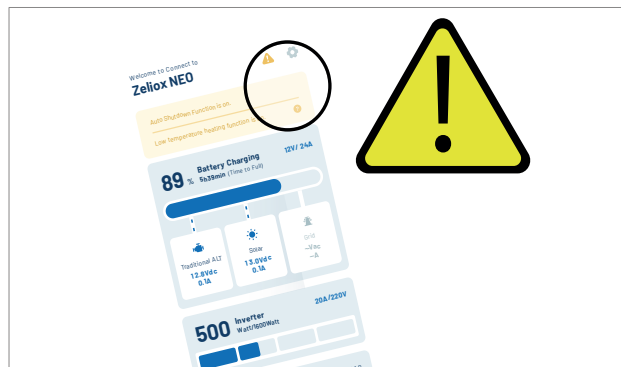 Welcome to Connect to
Zeliox NEO
Auto Shutdown Function is on.
Low temperature heating function
?
89 % Battery Charging 12V/ 24A
5h39min (Time to Full)
Traditional ALT
12.8Vdc
0.1A
Solar
13.0Vdc
0.1A
Grid
--Vac
--A
500 Inverter 20A/220V
Watt/1600Watt
!